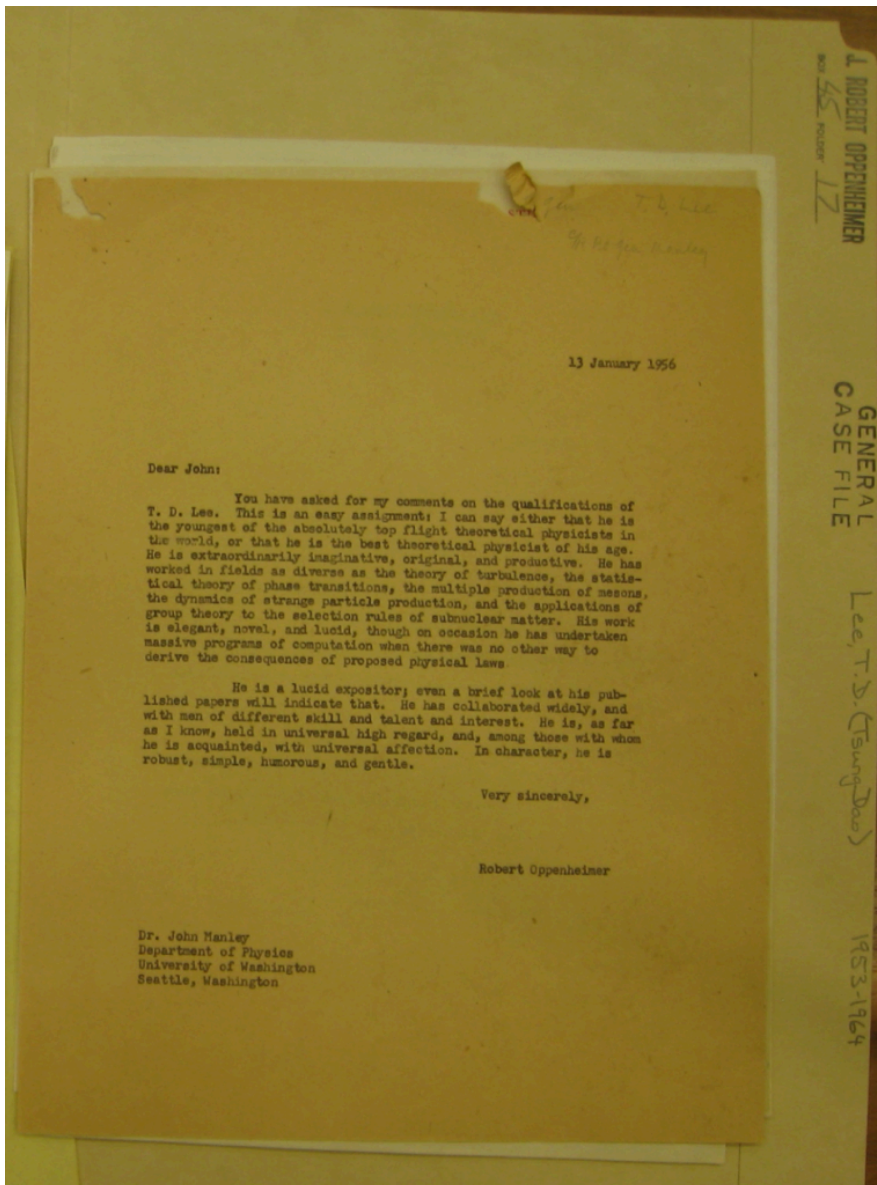 J. ROBERT OPPENHEIMER
BOX 45 FOLDER 17
GENERAL
CASE FILE
Lee, T.D. (Tsung Dao)
1953-1964
T. D. Lee
13 January 1956
Dear John:
You have asked for my comments on the qualifications of
T. D. Lee. This is an easy assignment: I can say either that he is
the youngest of the absolutely top flight theoretical physicists in
the world, or that he is the best theoretical physicist of his age.
He is extraordinarily imaginative, original, and productive. He has
worked in fields as diverse as the theory of turbulence, the statis-
tical theory of phase transitions, the multiple production of mesons,
the dynamics of strange particle production, and the applications of
group theory to the selection rules of subnuclear matter. His work
is elegant, novel, and lucid, though on occasion he has undertaken
massive programs of computation when there was no other way to
derive the consequences of proposed physical laws
He is a lucid expositor; even a brief look at his pub-
lished papers will indicate that. He has collaborated widely, and
with men of different skill and talent and interest. He is, as far
as I know, held in universal high regard, and, among those with whom
he is acquainted, with universal affection. In character, he is
robust, simple, humorous, and gentle.
Very sincerely,
Robert Oppenheimer
Dr. John Manley
Department of Physics
University of Washington
Seattle, Washington